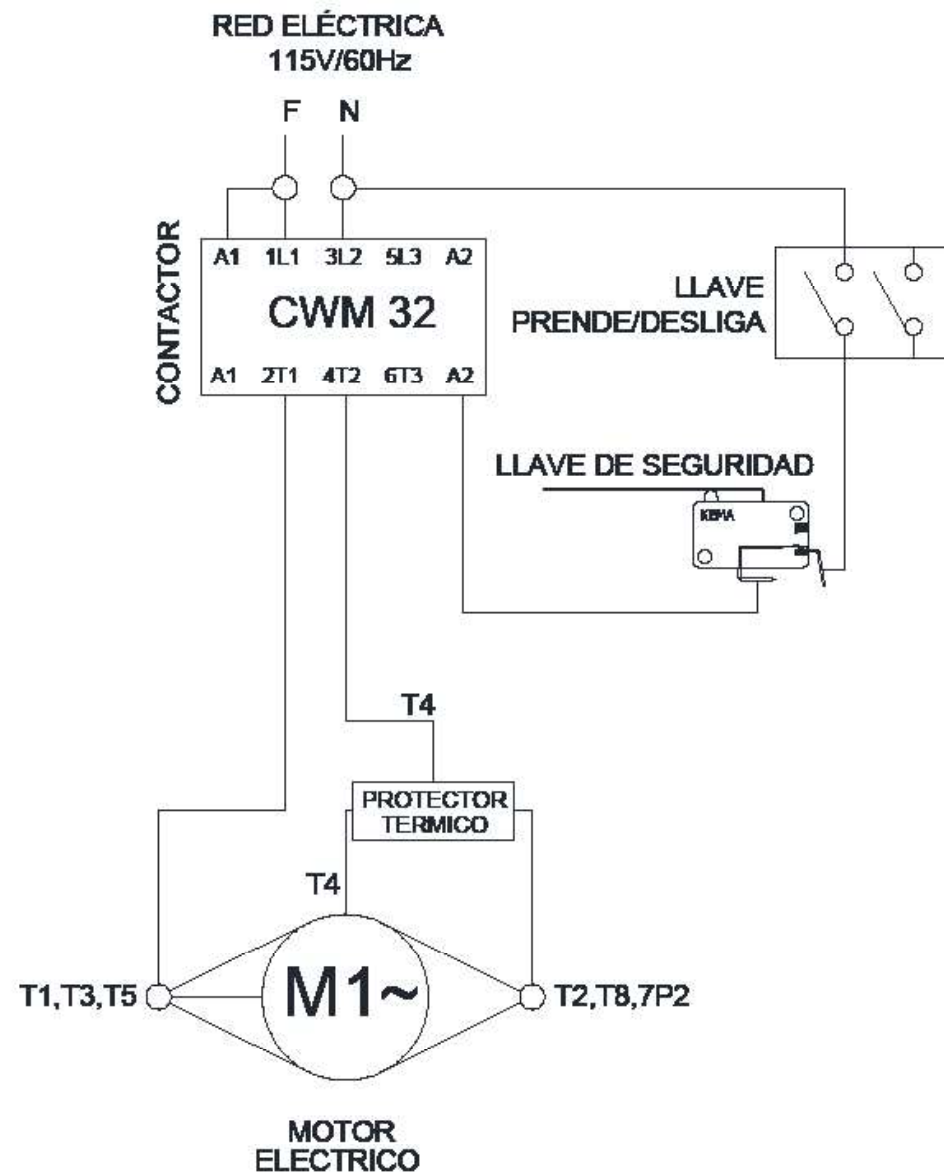 RED ELÉCTRICA
115V/60Hz
F N
CONTACTOR
A1 1L1 3L2 5L3 A2
CWM 32
A1 2T1 4T2 6T3 A2
LLAVE
PRENDE/DESLIGA
LLAVE DE SEGURIDAD
KEMA
T4
PROTECTOR
TERMICO
T4
M1~
T1,T3,T5
T2,T8,7P2
MOTOR
ELECTRICO